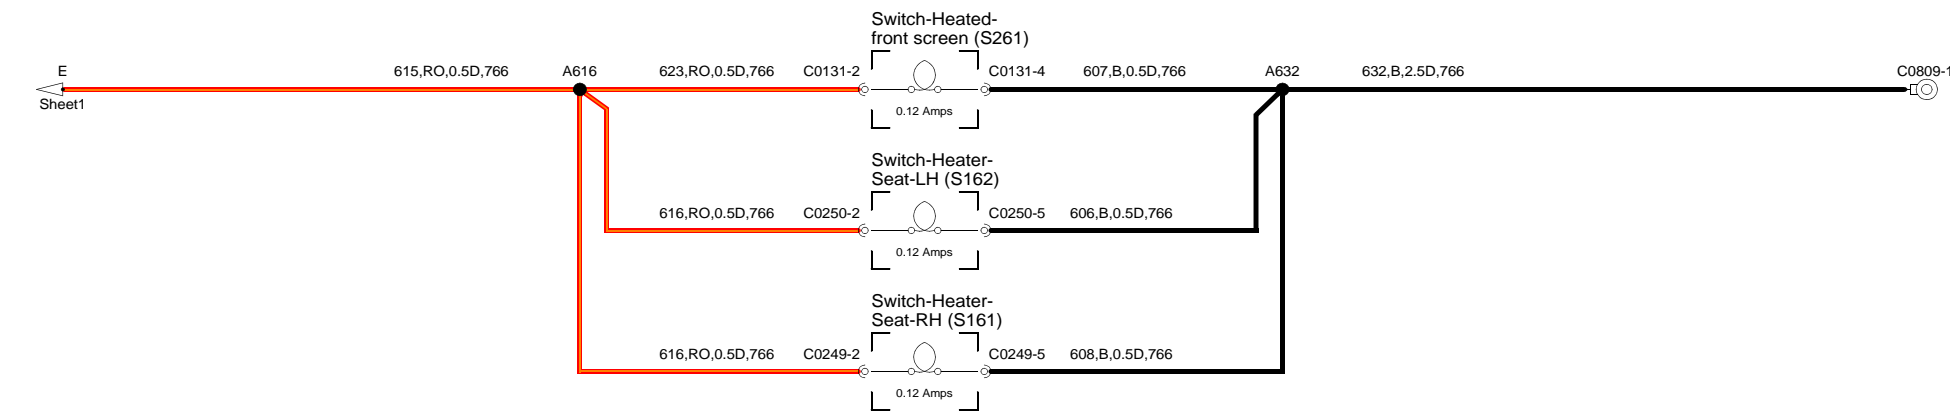 Switch-Heated-
front screen (S261)
E
615,RO,0.5D,766
A616
623,RO,0.5D,766
C0131-2
C0131-4
607,B,0.5D,766
A632
632,B,2.5D,766
C0809-1
Sheet1
0.12 Amps
Switch-Heater-
Seat-LH (S162)
616,RO,0.5D,766
C0250-2
C0250-5
606,B,0.5D,766
0.12 Amps
Switch-Heater-
Seat-RH (S161)
616,RO,0.5D,766
C0249-2
C0249-5
608,B,0.5D,766
0.12 Amps